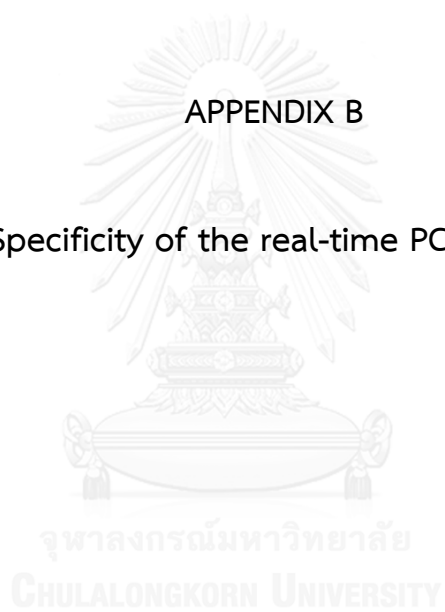 APPENDIX B
Specificity of the real-time
จุฬาลงกรณ์มหาวิทยาลัย
CHULALONGKORN UNIVERSITY